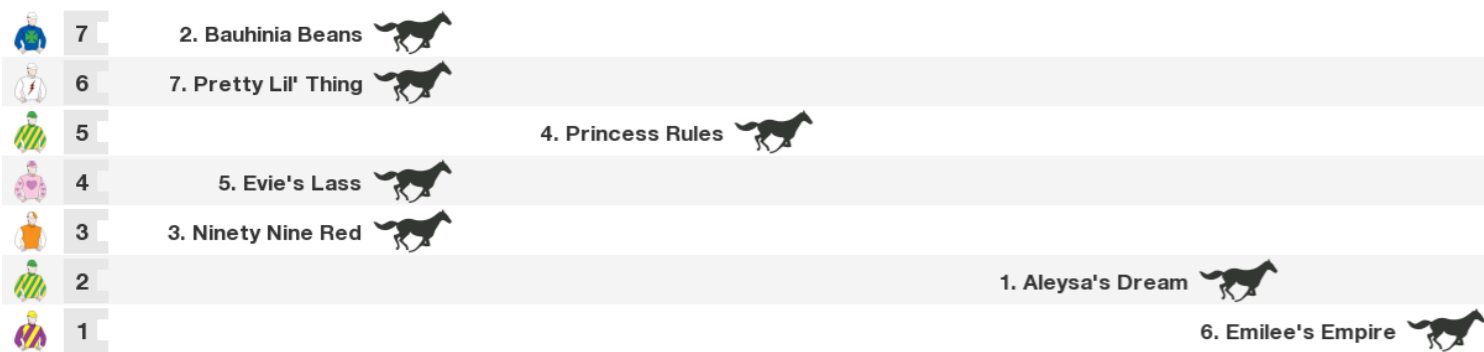 7 2. Bauhinia Beans
6 7. Pretty Lil' Thing
5 4. Princess Rules
4 5. Evie's Lass
3 3. Ninety Nine Red
2 1. Aleysa's Dream
1 6. Emilee's Empire